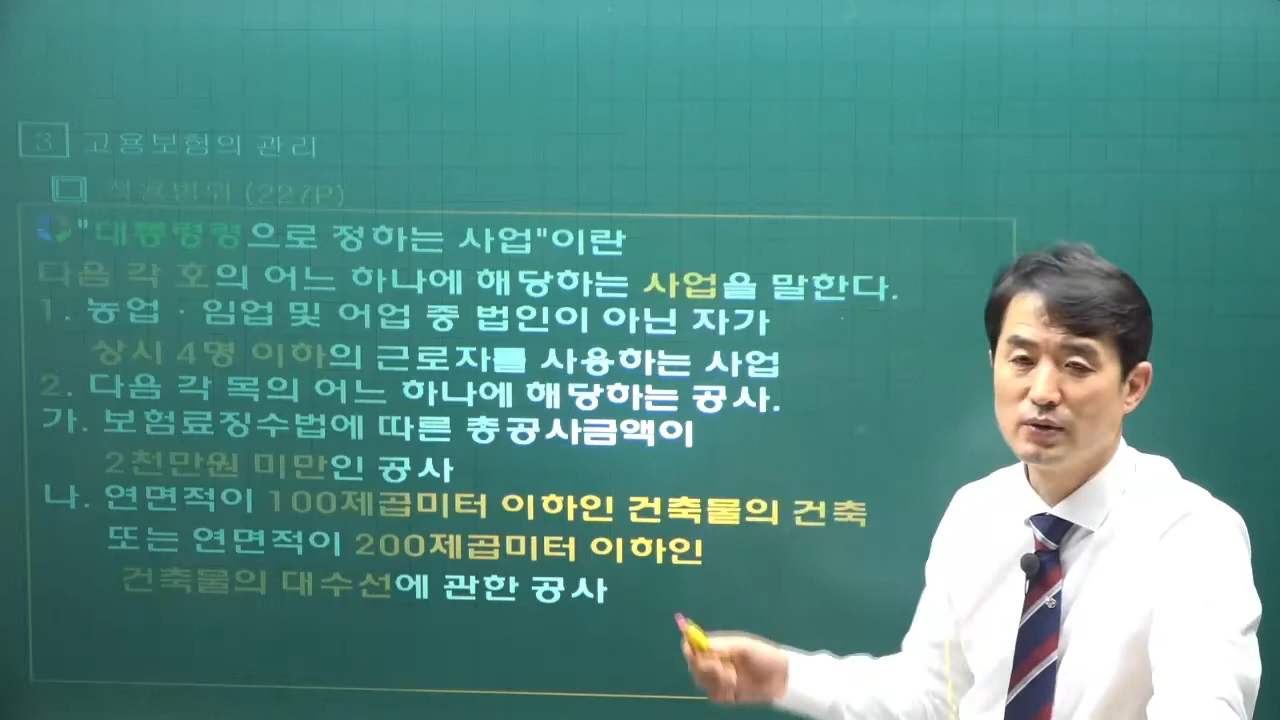 3 고용보험의 관리
적용범위 (227P)
"대통령령으로 정하는 사업"이란
다음 각 호의 어느 하나에 해당하는 사업을 말한다.
1. 농업·임업 및 어업 중 법인이 아닌 자가
상시 4명 이하의 근로자를 사용하는 사업
2. 다음 각 목의 어느 하나에 해당하는 공사.
가. 보험료징수법에 따른 총공사금액이
2천만원 미만인 공사
나. 연면적이 100제곱미터 이하인 건축물의 건축
또는 연면적이 200제곱미터 이하인
건축물의 대수선에 관한 공사